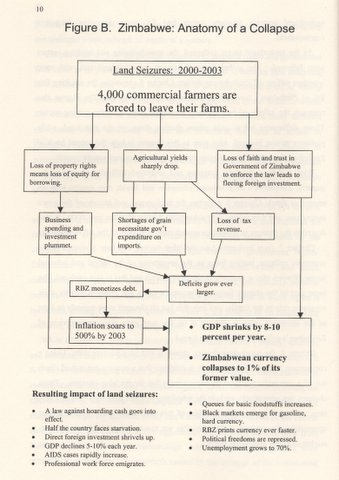 10
Figure B. Zimbabwe: Anatomy of a Collapse
Land Seizures: 2000-2003
4,000 commercial farmers are
forced to leave their farms.
Loss of property rights
means loss of equity for
borrowing.
Agricultural yields
sharply drop.
Loss of faith and trust in
Government of Zimbabwe
to enforce the law leads to
fleeing foreign investment.
Business
spending and
investment
plummet.
Shortages of grain
necessitate gov't
expenditure on
imports.
Loss of tax
revenue.
RBZ monetizes debt.
Deficits grow ever
larger.
Inflation soars to
500% by 2003
• GDP shrinks by 8-10
percent per year.
• Zimbabwean currency
collapses to 1% of its
former value.
Resulting impact of land seizures:
• A law against hoarding cash goes into
effect.
• Half the country faces starvation.
• Direct foreign investment shrivels up.
• GDP declines 5-10% each year.
• AIDS cases rapidly increase.
• Professional work force emigrates.
• Queues for basic foodstuffs increases.
• Black markets emerge for gasoline,
hard currency.
• RBZ prints currency ever faster.
• Political freedoms are repressed.
• Unemployment grows to 70%.